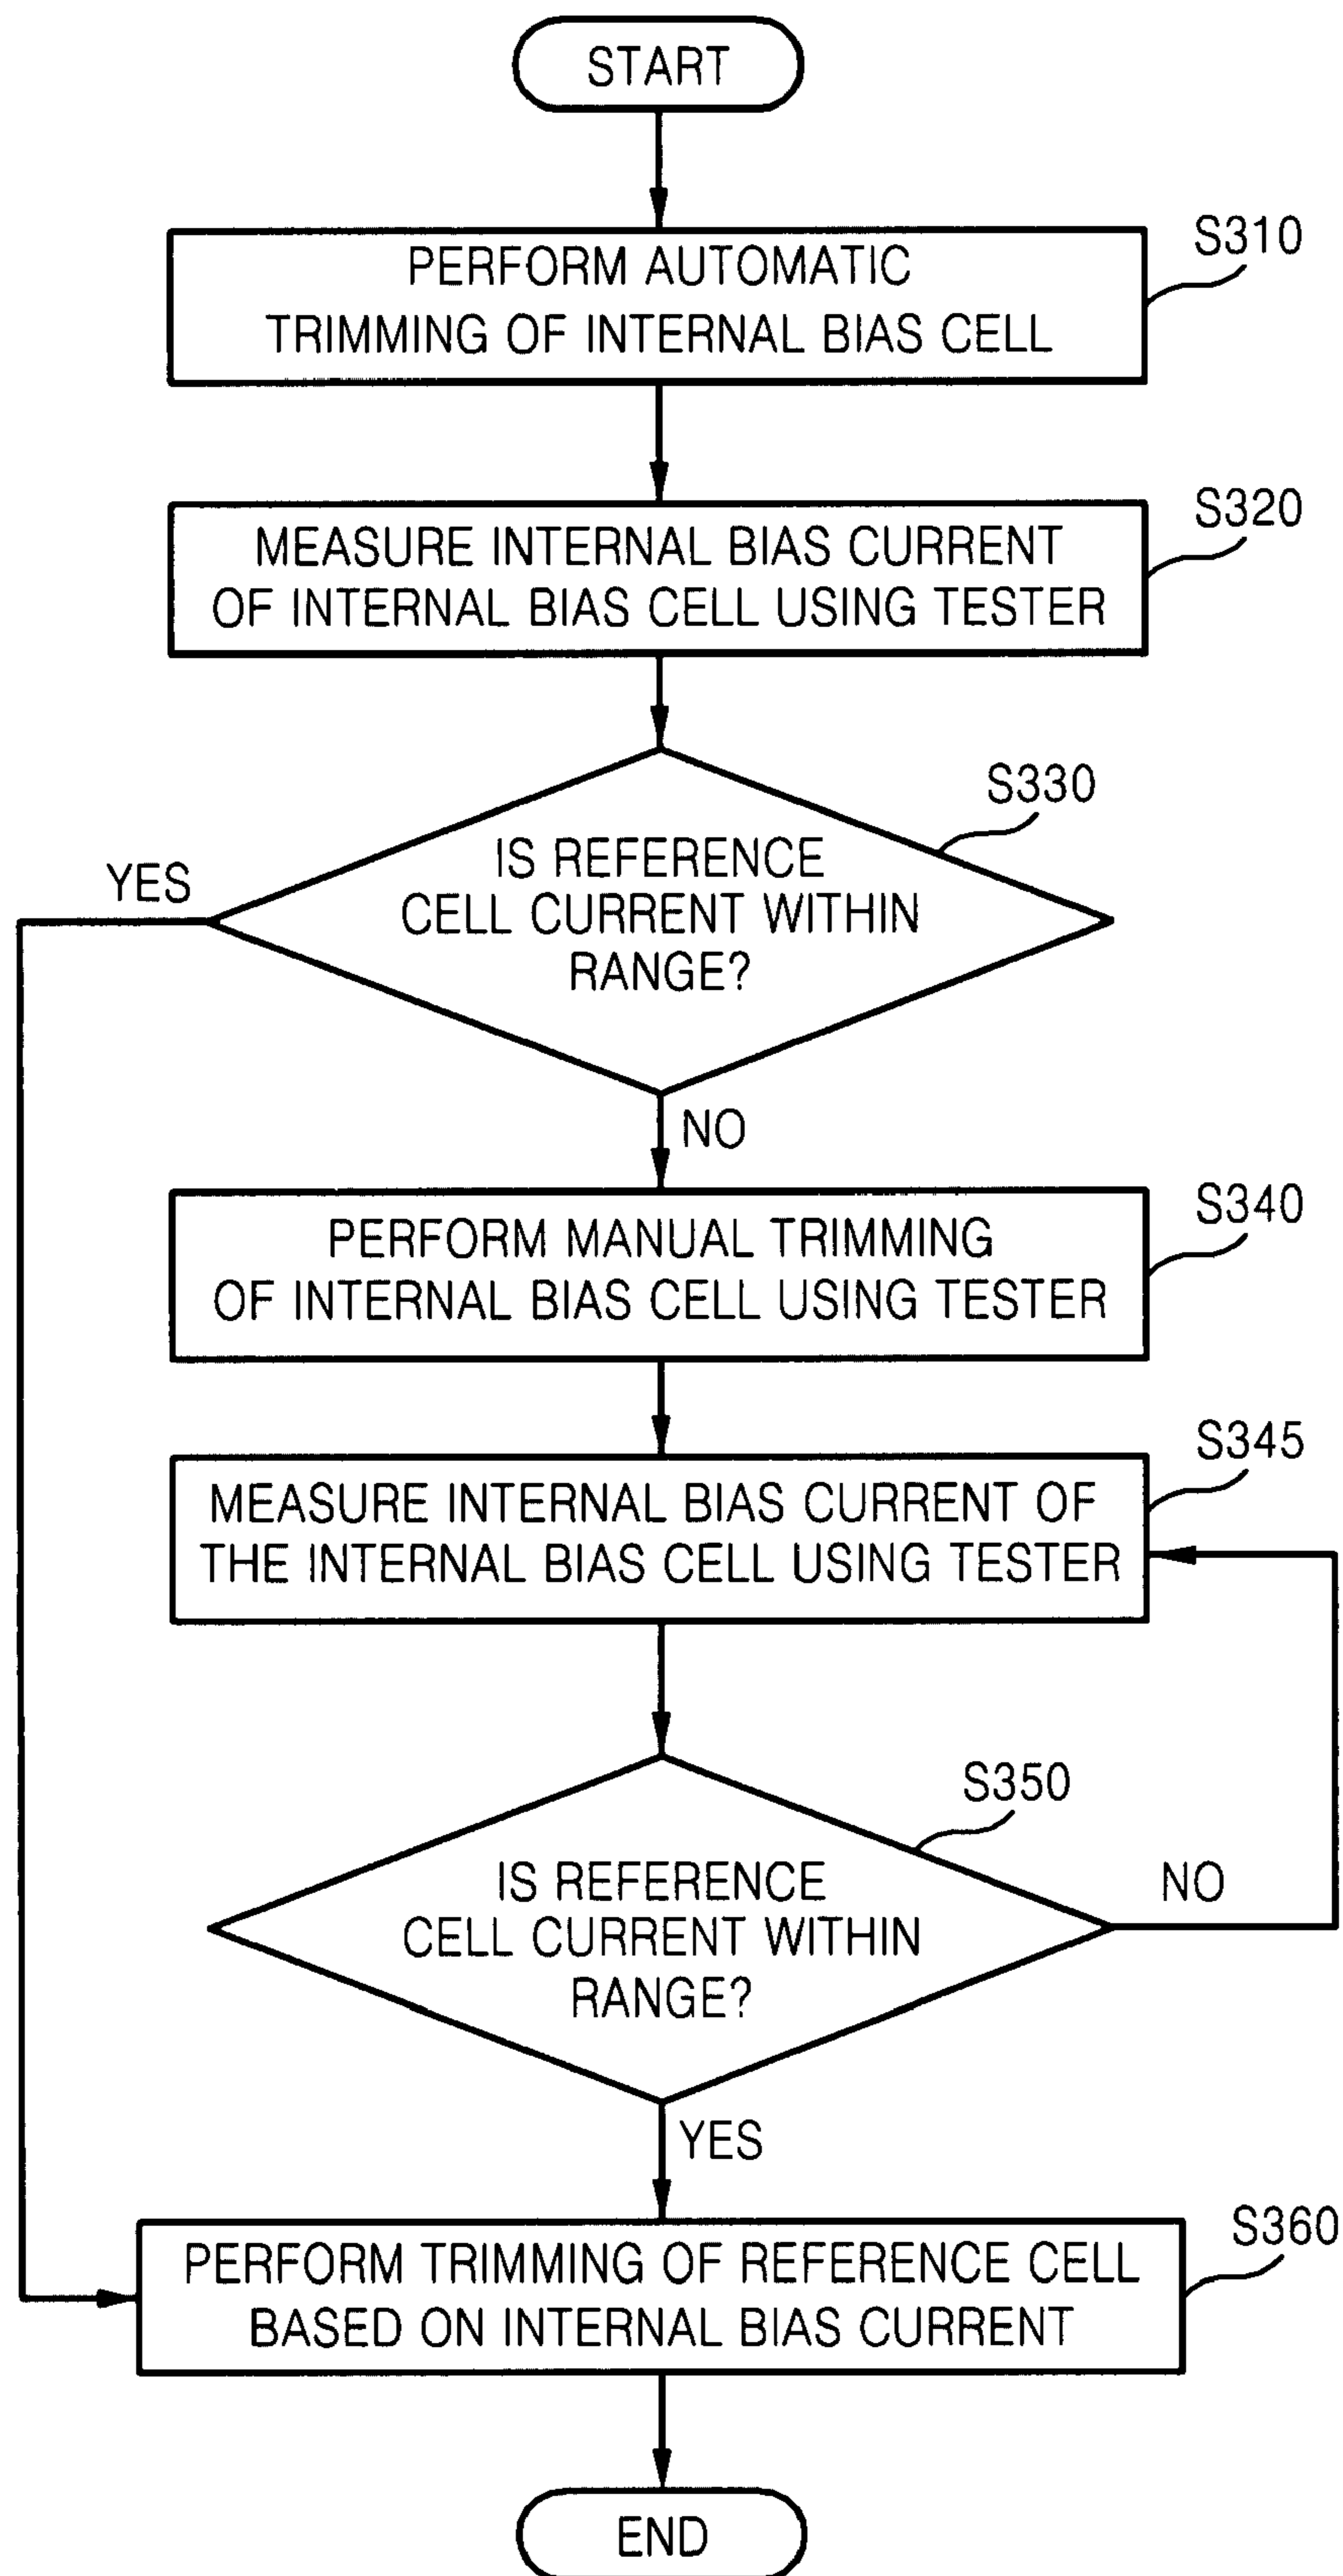 START
S310
PERFORM AUTOMATIC
TRIMMING OF INTERNAL BIAS CELL
S320
MEASURE INTERNAL BIAS CURRENT
OF INTERNAL BIAS CELL USING TESTER
S330
YES
IS REFERENCE
CELL CURRENT WITHIN
RANGE?
NO
S340
PERFORM MANUAL TRIMMING
OF INTERNAL BIAS CELL USING TESTER
S345
MEASURE INTERNAL BIAS CURRENT OF
THE INTERNAL BIAS CELL USING TESTER
S350
IS REFERENCE
CELL CURRENT WITHIN
RANGE?
NO
YES
S360
PERFORM TRIMMING OF REFERENCE CELL
BASED ON INTERNAL BIAS CURRENT
END